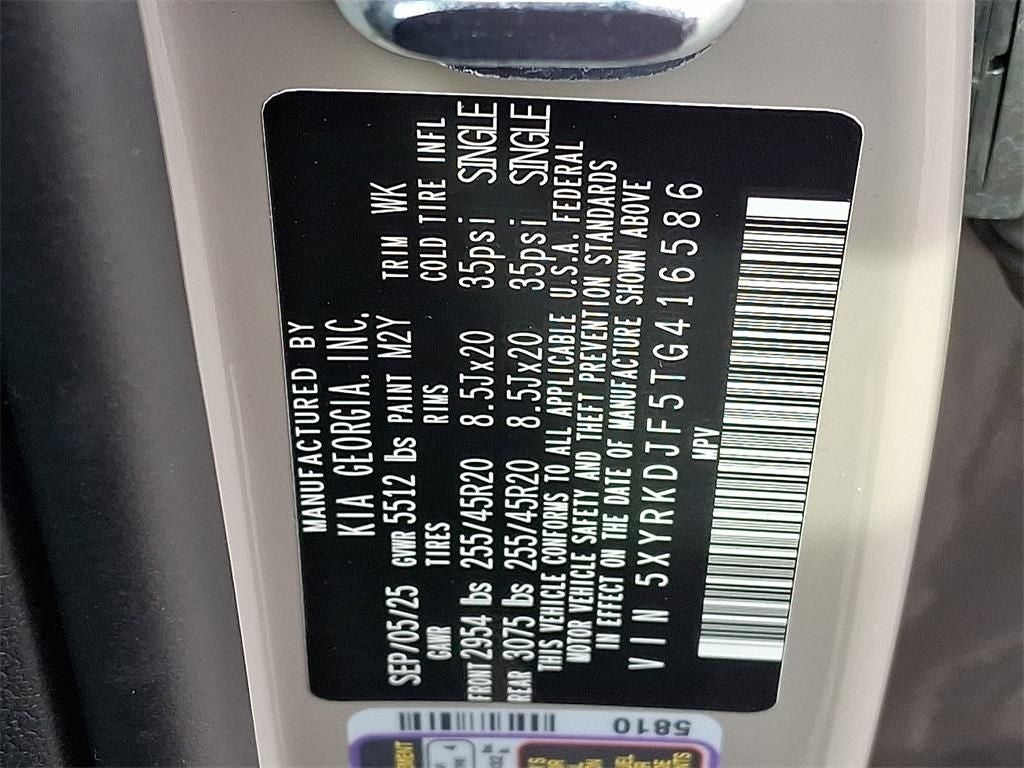 MANUFACTURED BY
KIA GEORGIA, INC.
SEP/05/25 GVWR 5512 lbs PAINT M2Y TRIM WK
GAWR TIRES RIMS COLD TIRE INFL
FRONT 2954 lbs 255/45R20 8.5Jx20 35psi SINGLE
REAR 3075 lbs 255/45R20 8.5Jx20 35psi SINGLE
THIS VEHICLE CONFORMS TO ALL APPLICABLE U.S.A. FEDERAL
MOTOR VEHICLE SAFETY AND THEFT PREVENTION STANDARDS
IN EFFECT ON THE DATE OF MANUFACTURE SHOWN ABOVE
VIN 5XYRKDJF5TG416586
MPV
5810